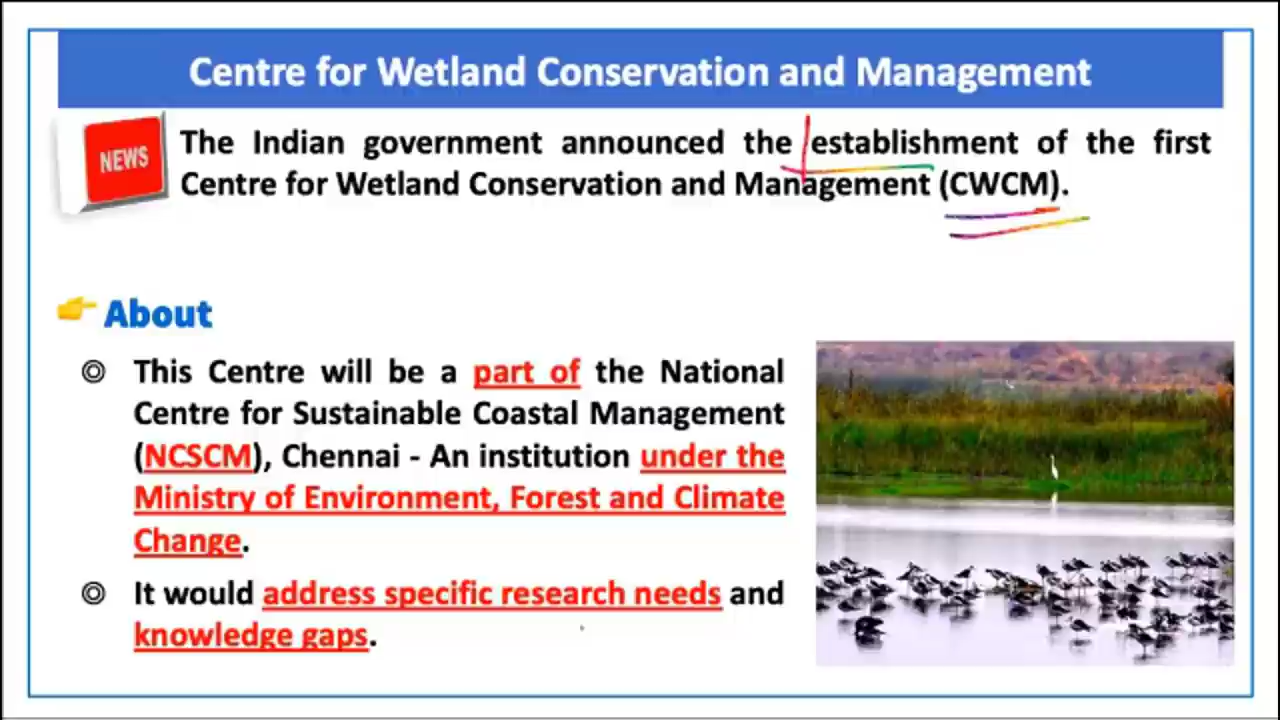 Centre for Wetland Conservation and Management
NEWS
The Indian government announced the establishment of the first
Centre for Wetland Conservation and Management (CWCM).
About
This Centre will be a part of the National
Centre for Sustainable Coastal Management
(NCSCM), Chennai - An institution under the
Ministry of Environment, Forest and Climate
Change.
It would address specific research needs and
knowledge gaps.